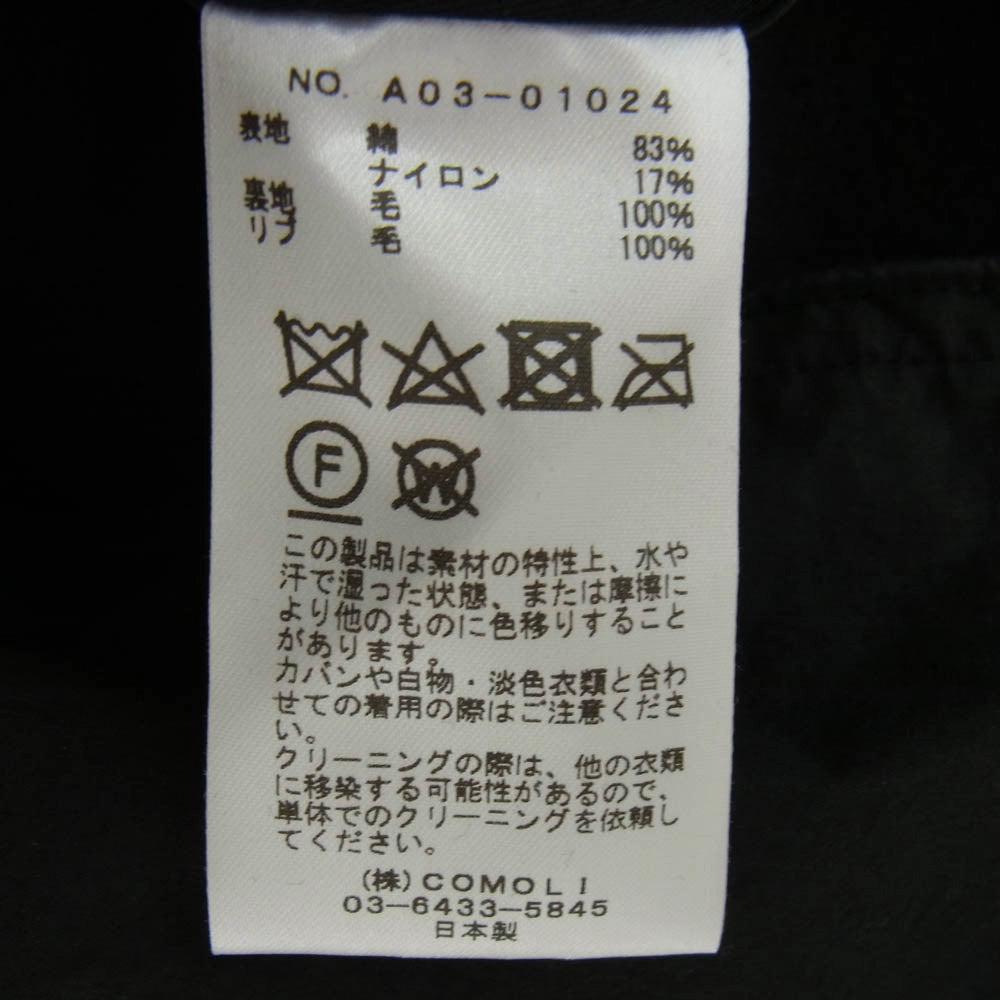 NO. A03-01024
表地 綿 83%
ナイロン 17%
裏地 毛 100%
リブ 毛 100%
F
W
この製品は素材の特性上、水や
汗で湿った状態、または摩擦に
より他のものに色移りすること
があります。
カバンや白物・淡色衣類と合わ
せての着用の際はご注意くださ
い。
クリーニングの際は、他の衣類
に移染する可能性があるので、
単体でのクリーニングを依頼し
てください。
(株)COMOLI
03-6433-5845
日本製